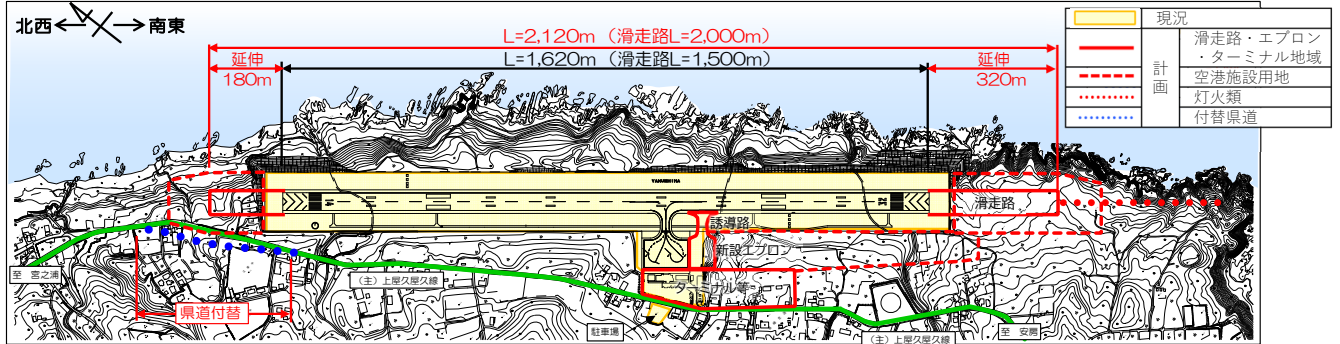 北西 南東
L=2,120m（滑走路L=2,000m）
延伸
180m
L=1,620m（滑走路L=1,500m）
延伸
320m
現況
計画
滑走路・エプロン
・ターミナル地域
空港施設用地
灯火類
付替県道
YAKUSHIMA
14
32
滑走路
誘導路
新設エプロン
ターミナル等
至 宮之浦
（主）上屋久屋久線
県道付替
駐車場
（主）上屋久屋久線
至 安房